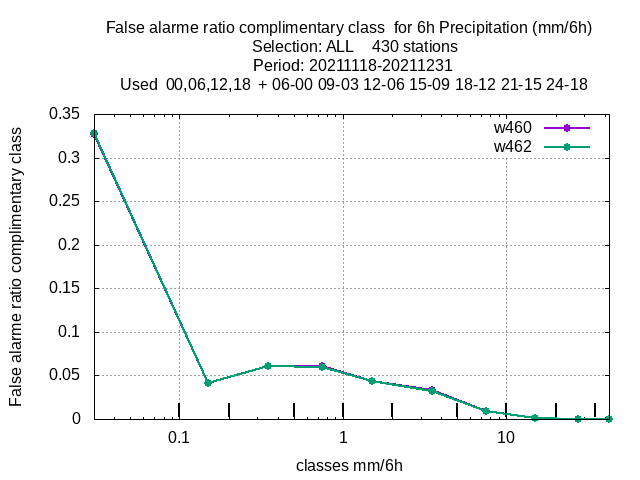 False alarme ratio complimentary class  for 6h Precipitation (mm/6h)
Selection: ALL    430 stations
Period: 20211118-20211231
Used  00,06,12,18  + 06-00 09-03 12-06 15-09 18-12 21-15 24-18
False alarme ratio complimentary class
0.35
0.3
0.25
0.2
0.15
0.1
0.05
0
w460
w462
0.1
1
10
classes mm/6h